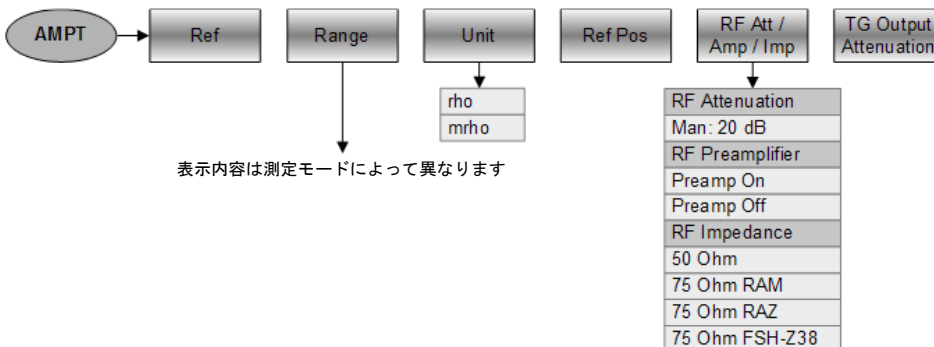 AMPT
Ref
Range
Unit
Ref Pos
RF Att /
Amp / Imp
TG Output
Attenuation
rho
mrho
表示内容は測定モードによって異なります
RF Attenuation
Man: 20 dB
RF Preamplifier
Preamp On
Preamp Off
RF Impedance
50 Ohm
75 Ohm RAM
75 Ohm RAZ
75 Ohm FSH-Z38